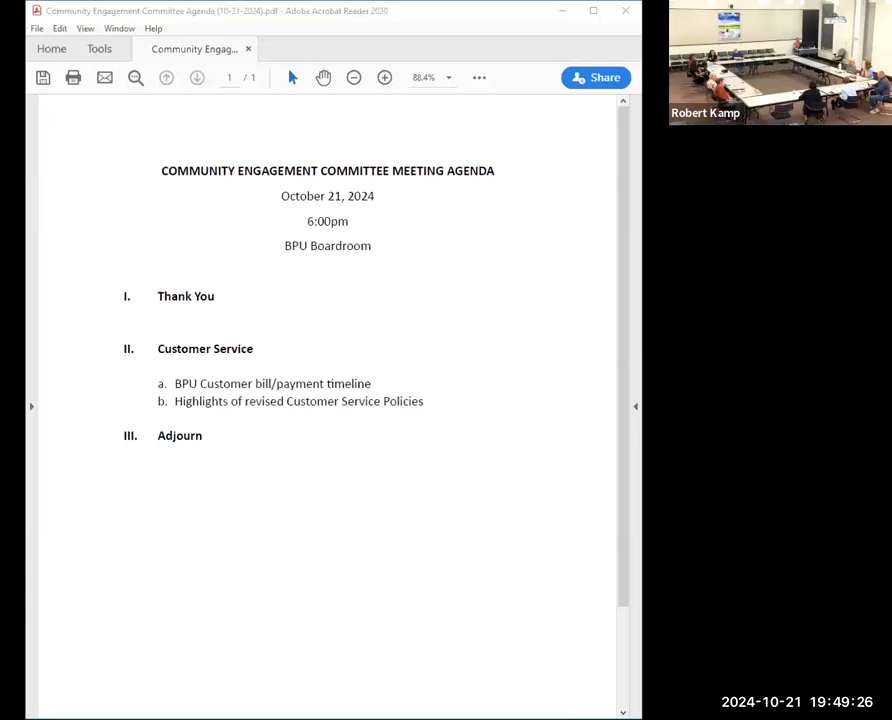 Community Engagement Committee Agenda (10-21-2024).pdf - Adobe Acrobat Reader 2020
File Edit View Window Help
Home Tools Community Engag... ×
1 / 1 88.4% Share
COMMUNITY ENGAGEMENT COMMITTEE MEETING AGENDA
October 21, 2024
6:00pm
BPU Boardroom
I. Thank You
II. Customer Service
a. BPU Customer bill/payment timeline
b. Highlights of revised Customer Service Policies
III. Adjourn
Robert Kamp
2024-10-21 19:49:26